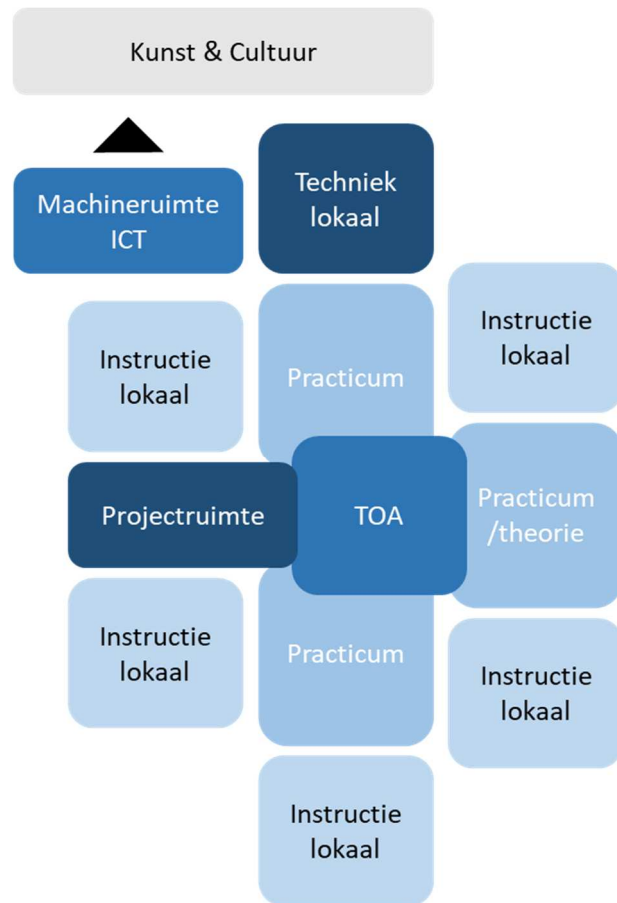 Kunst & Cultuur
Machineruimte
ICT
Techniek
lokaal
Instructie
lokaal
Practicum
Instructie
lokaal
Projectruimte
TOA
Practicum
/theorie
Instructie
lokaal
Practicum
Instructie
lokaal
Instructie
lokaal